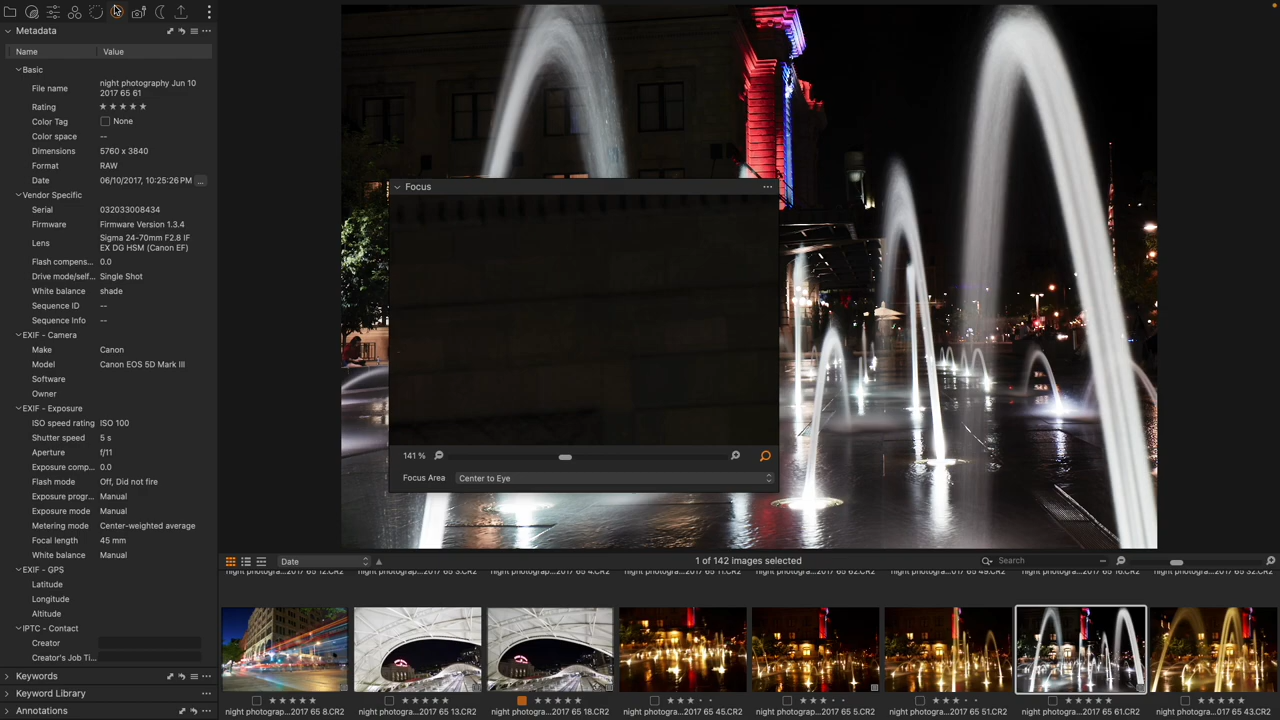 Metadata
Name Value
Basic
File name night photography Jun 10
2017 65 61
Rating
Color Tag None
Color space --
Dimensions 5760 x 3840
Format RAW
Date 06/10/2017, 10:25:26 PM ...
Vendor Specific
Serial 032033008434
Firmware Firmware Version 1.3.4
Lens Sigma 24-70mm F2.8 IF
EX DG HSM (Canon EF)
Flash compens... 0.0
Drive mode/self... Single Shot
White balance shade
Sequence ID --
Sequence Info --
EXIF - Camera
Make Canon
Model Canon EOS 5D Mark III
Software
Owner
EXIF - Exposure
ISO speed rating ISO 100
Shutter speed 5 s
Aperture f/11
Exposure comp... 0.0
Flash mode Off, Did not fire
Exposure progr... Manual
Exposure mode Manual
Metering mode Center-weighted average
Focal length 45 mm
White balance Manual
EXIF - GPS
Latitude
Longitude
Altitude
IPTC - Contact
Creator
Creator's Job Ti...
Keywords
Keyword Library
Annotations
Focus
141 %
Focus Area Center to Eye
Date
1 of 142 images selected
Search
night photograp...2017 65 8.CR2
night photogra...2017 65 13.CR2
night photogra...2017 65 18.CR2
night photogra...2017 65 45.CR2
night photograp...2017 65 5.CR2
night photogra...2017 65 51.CR2
night photogra...017 65 61.CR2
night photogra...017 65 43.CR2